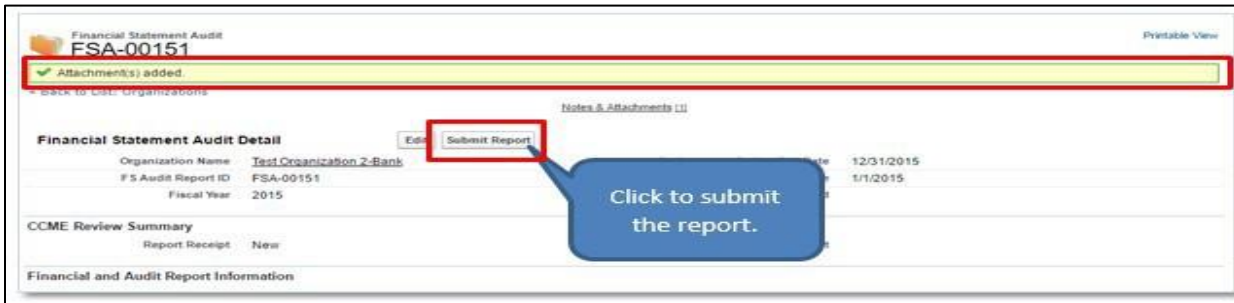 Financial Statement Audit
Printable View
FSA-00151
Attachment(s) added.
Back to List: Organizations
Notes & Attachments [1]
Financial Statement Audit Detail
Edit
Submit Report
Organization Name Test Organization 2-Bank
12/31/2015
FS Audit Report ID FSA-00151
1/1/2015
Fiscal Year 2015
Click to submit
the report.
CCME Review Summary
Report Receipt New
Financial and Audit Report Information